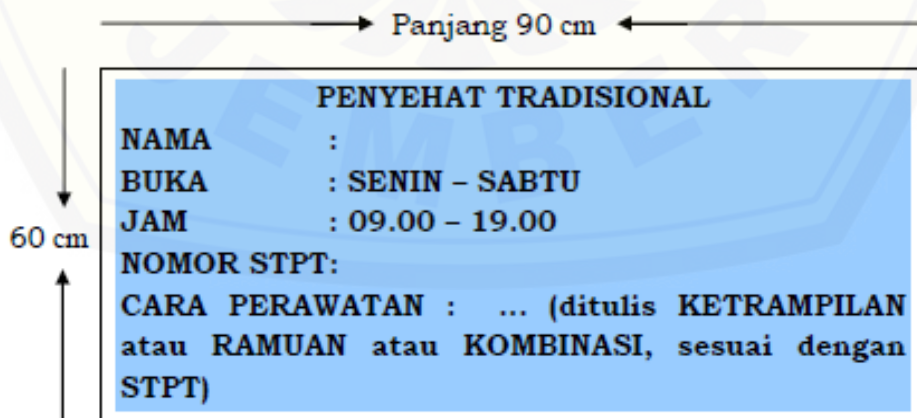 Panjang 90 cm
PENYEHAT TRADISIONAL
NAMA :
BUKA : SENIN – SABTU
JAM : 09.00 – 19.00
60 cm
NOMOR STPT:
CARA PERAWATAN : ... (ditulis KETRAMPILAN
atau RAMUAN atau KOMBINASI, sesuai dengan
STPT)
JEMBER